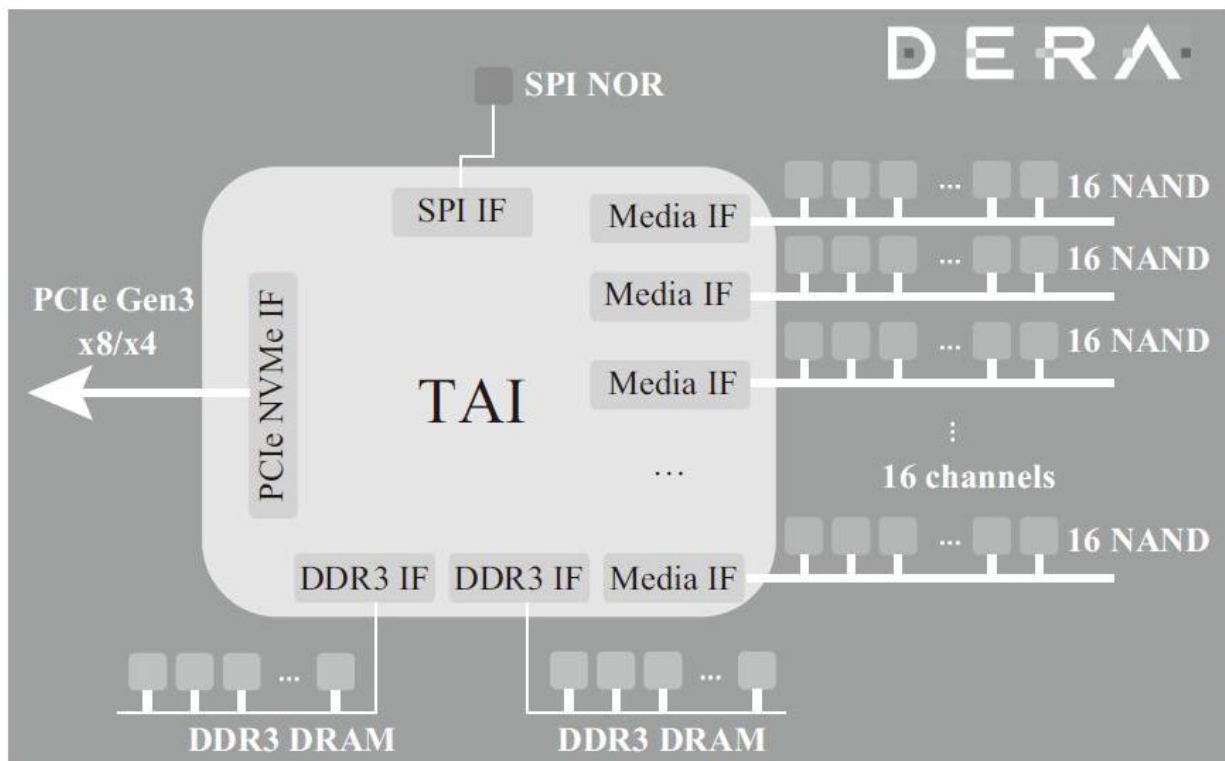 DERA
SPI NOR
SPI IF
Media IF
... 16 NAND
Media IF
... 16 NAND
PCIe Gen3
x8/x4
PCIe NVMe IF
TAI
Media IF
... 16 NAND
...
...
16 channels
DDR3 IF
DDR3 IF
Media IF
... 16 NAND
...
DDR3 DRAM
...
DDR3 DRAM